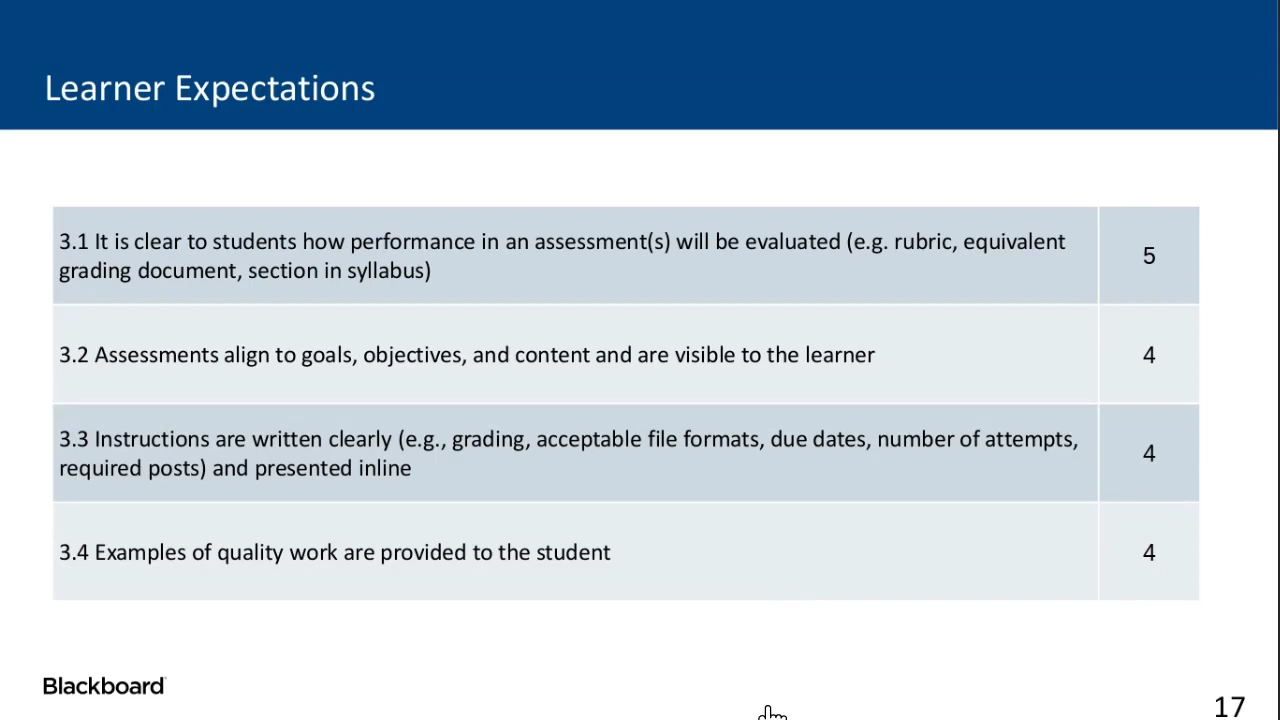 Learner Expectations
3.1 It is clear to students how performance in an assessment(s) will be evaluated (e.g. rubric, equivalent
grading document, section in syllabus)
5
3.2 Assessments align to goals, objectives, and content and are visible to the learner
4
3.3 Instructions are written clearly (e.g., grading, acceptable file formats, due dates, number of attempts,
required posts) and presented inline
4
3.4 Examples of quality work are provided to the student
4
Blackboard
17